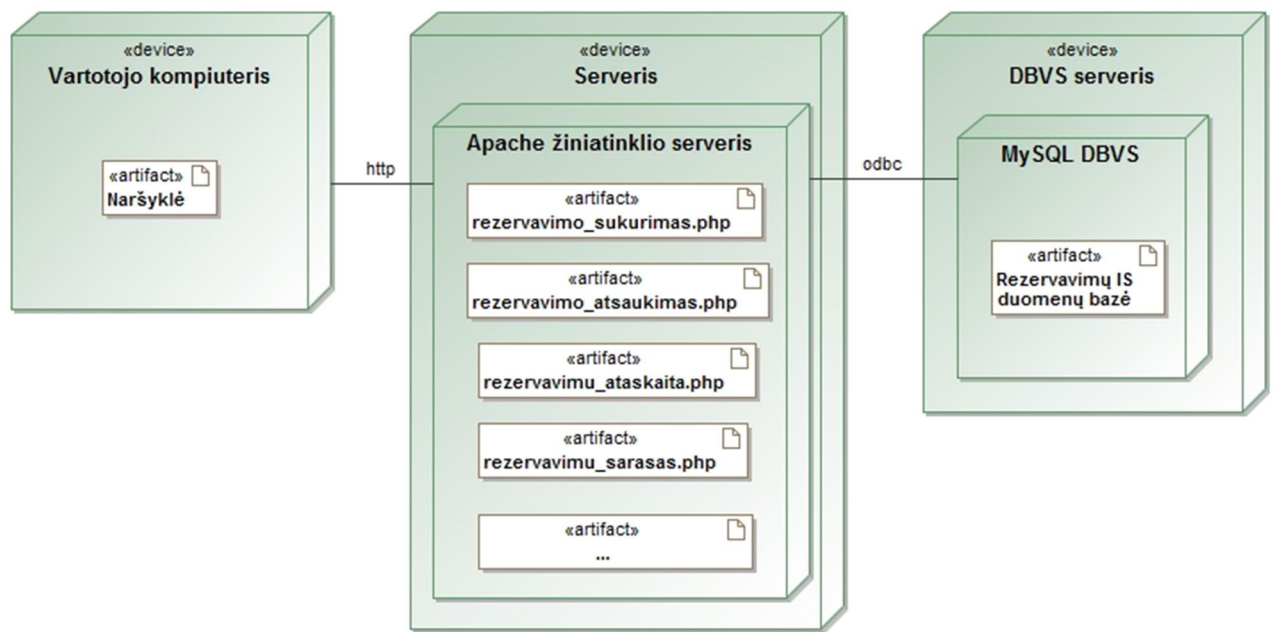 «device»
Vartotojo kompiuteris
«artifact»
Naršyklė
http
«device»
Serveris
Apache žiniatinklio serveris
«artifact»
rezervavimo_sukurimas.php
«artifact»
rezervavimo_atsaukimas.php
«artifact»
rezervavimu_ataskaita.php
«artifact»
rezervavimu_sarasas.php
«artifact»
...
odbc
«device»
DBVS serveris
MySQL DBVS
«artifact»
Rezervavimų IS
duomenų bazė